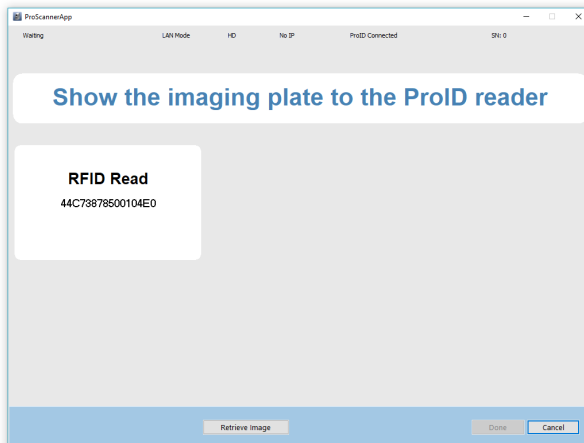 ProScannerApp
Waiting LAN Mode HD No IP ProID Connected SN: 0
Show the imaging plate to the ProID reader
RFID Read
44C73878500104E0
Retrieve Image Done Cancel